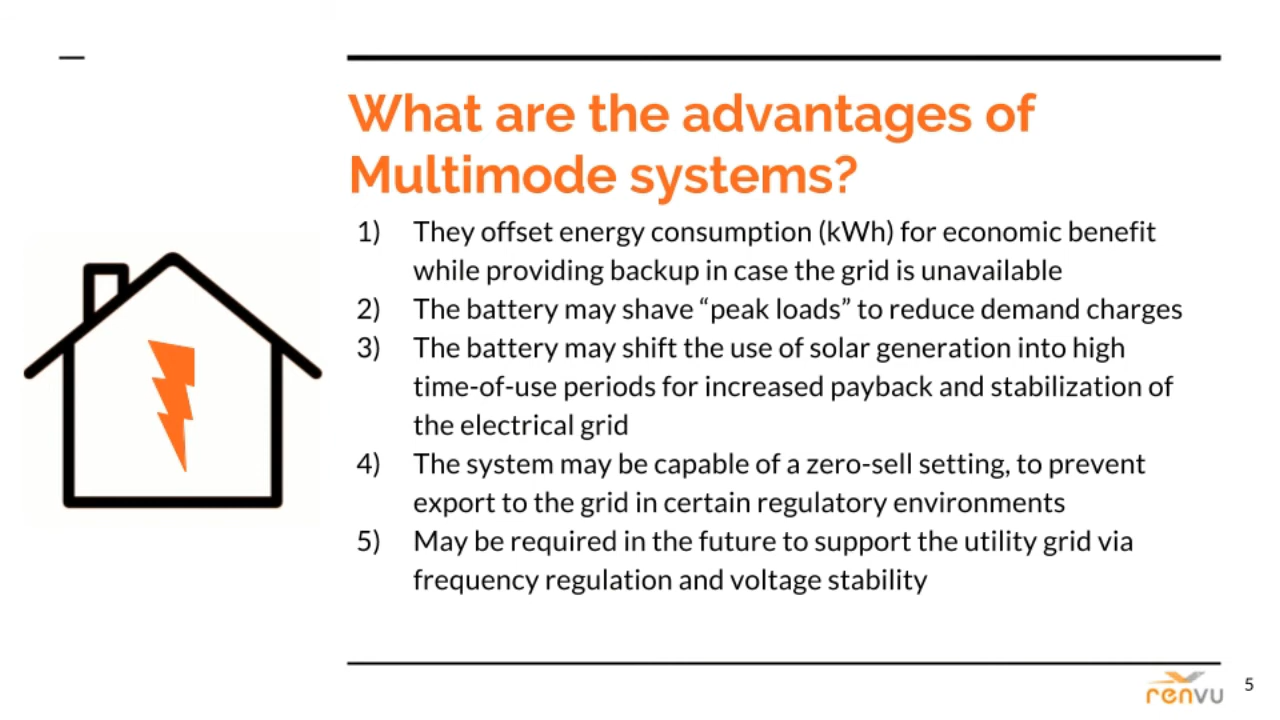 What are the advantages of
Multimode systems?
1) They offset energy consumption (kWh) for economic benefit
while providing backup in case the grid is unavailable
2) The battery may shave “peak loads” to reduce demand charges
3) The battery may shift the use of solar generation into high
time-of-use periods for increased payback and stabilization of
the electrical grid
4) The system may be capable of a zero-sell setting, to prevent
export to the grid in certain regulatory environments
5) May be required in the future to support the utility grid via
frequency regulation and voltage stability
renvu
5